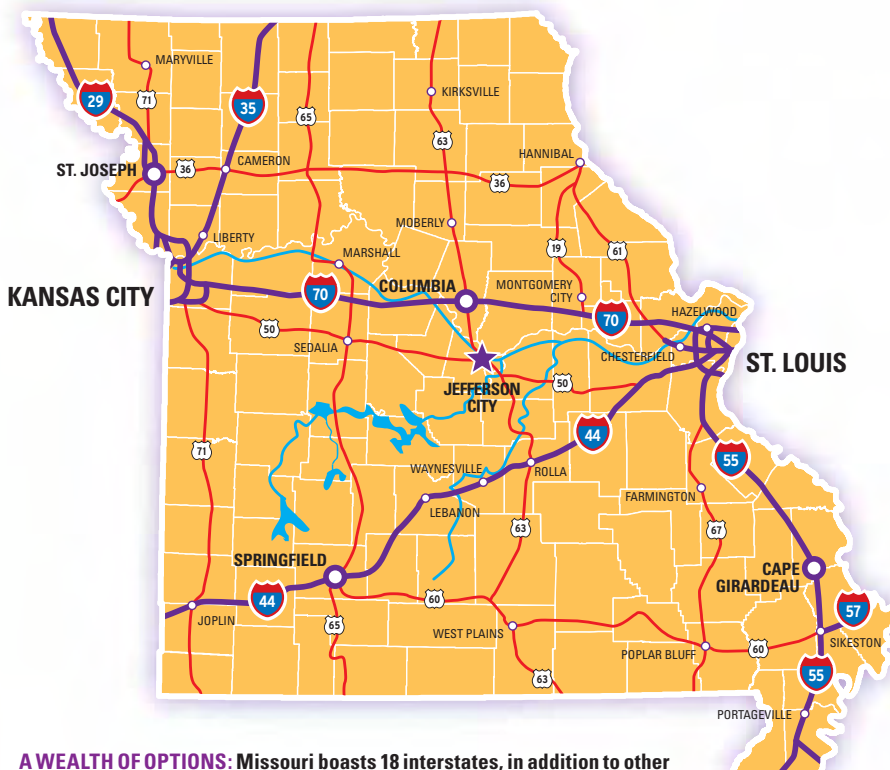 MARYVILLE
KIRKSVILLE
29
71
35
65
63
HANNIBAL
ST. JOSEPH
36
CAMERON
36
MOBERLY
LIBERTY
19
61
MARSHALL
KANSAS CITY
70
COLUMBIA
MONTGOMERY
CITY
70
HAZELWOOD
50
SEDALIA
CHESTERFIELD
ST. LOUIS
JEFFERSON
CITY
50
71
44
WAYNESVILLE
ROLLA
55
LEBANON
FARMINGTON
63
67
SPRINGFIELD
CAPE
GIRARDEAU
44
60
57
JOPLIN
65
WEST PLAINS
SIKESTON
POPLAR BLUFF
60
63
55
PORTAGEVILLE
A WEALTH OF OPTIONS: Missouri boasts 18 interstates, in addition to other